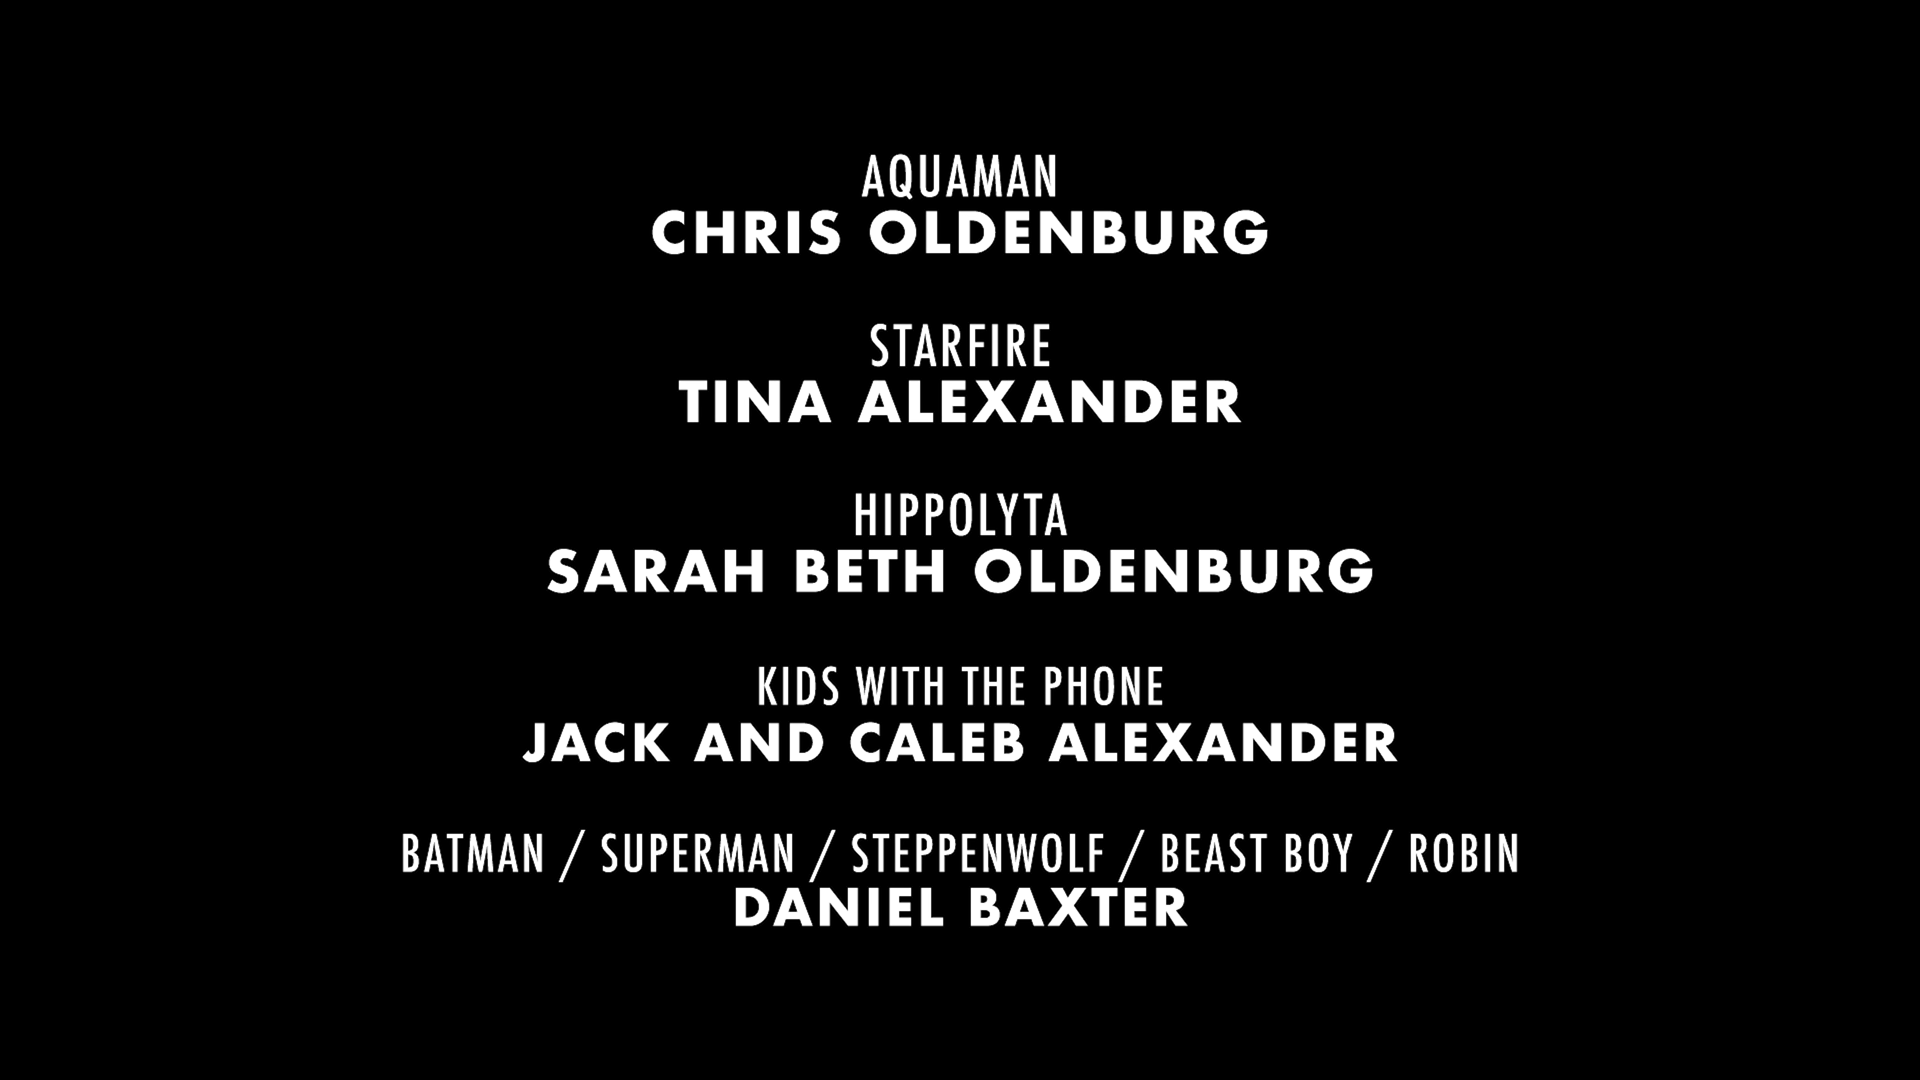 AQUAMAN
CHRIS OLDENBURG
STARFIRE
TINA ALEXANDER
HIPPOLYTA
SARAH BETH OLDENBURG
KIDS WITH THE PHONE
JACK AND CALEB ALEXANDER
BATMAN / SUPERMAN / STEPPENWOLF / BEAST BOY / ROBIN
DANIEL BAXTER